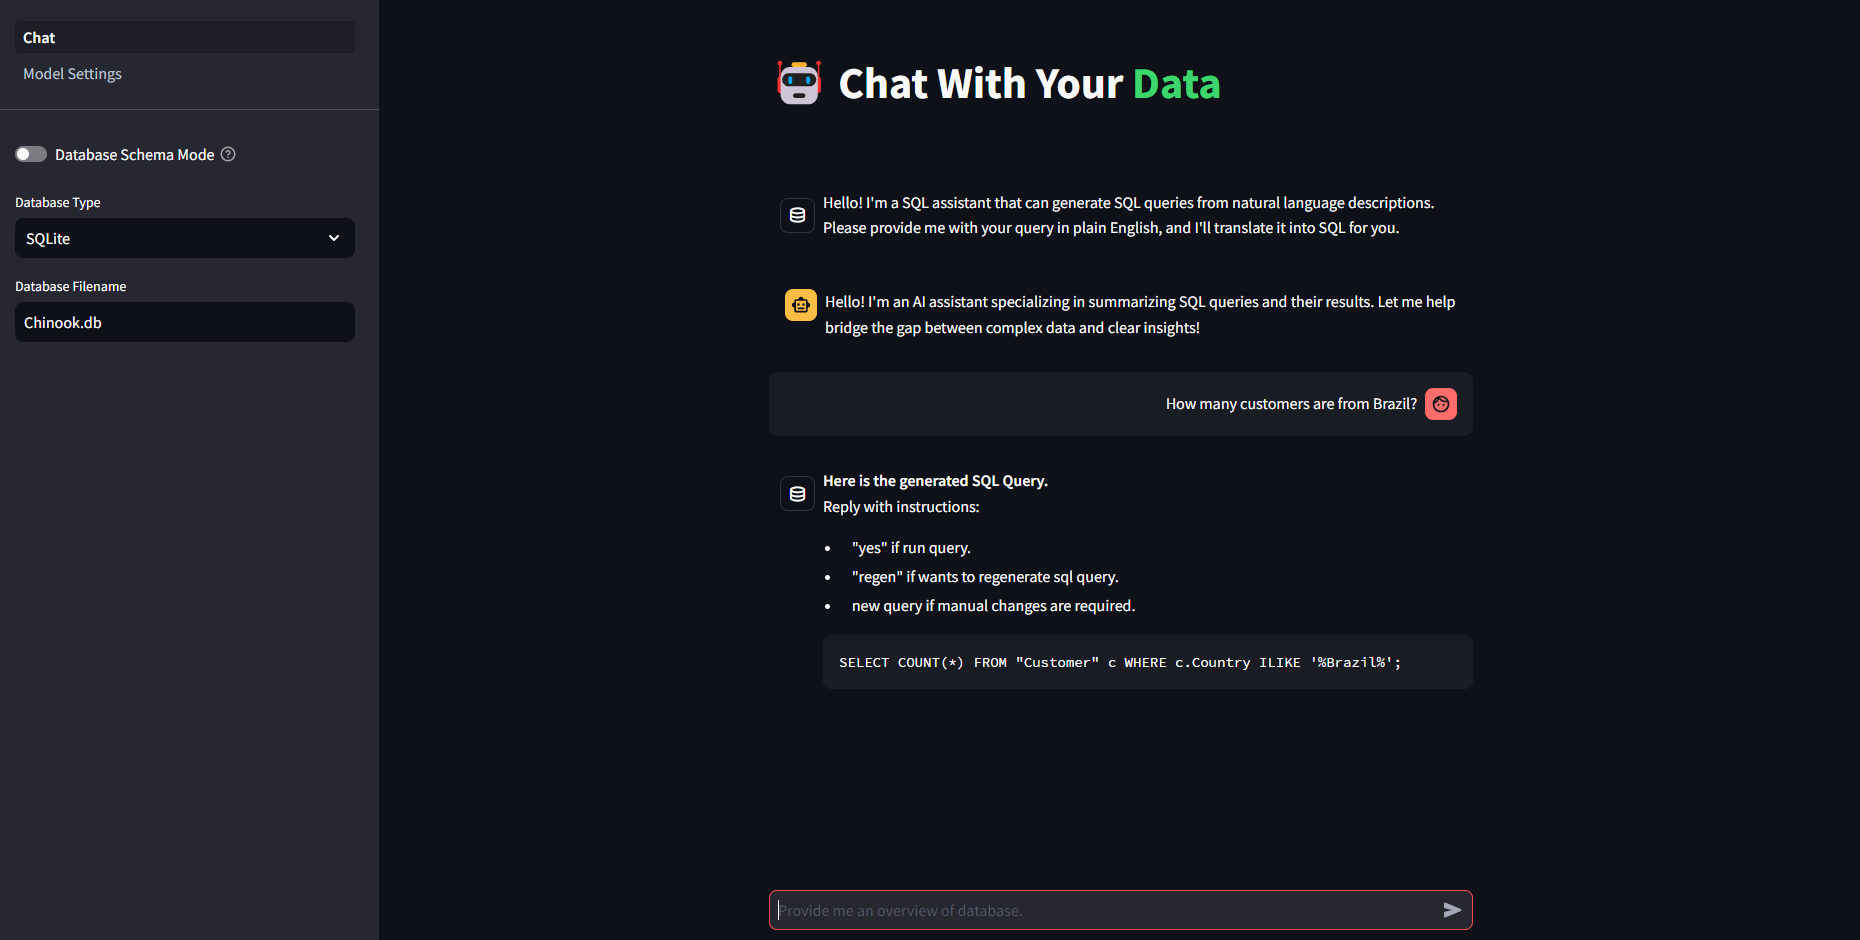 Chat
Model Settings
Database Schema Mode
Database Type
SQLite
Database Filename
Chinook.db
Chat With Your Data
Hello! I'm a SQL assistant that can generate SQL queries from natural language descriptions.
Please provide me with your query in plain English, and I'll translate it into SQL for you.
Hello! I'm an AI assistant specializing in summarizing SQL queries and their results. Let me help
bridge the gap between complex data and clear insights!
How many customers are from Brazil?
Here is the generated SQL Query.
Reply with instructions:
• "yes" if run query.
• "regen" if wants to regenerate sql query.
• new query if manual changes are required.
SELECT COUNT(*) FROM "Customer" c WHERE c.Country ILIKE '%Brazil%';
Provide me an overview of database.